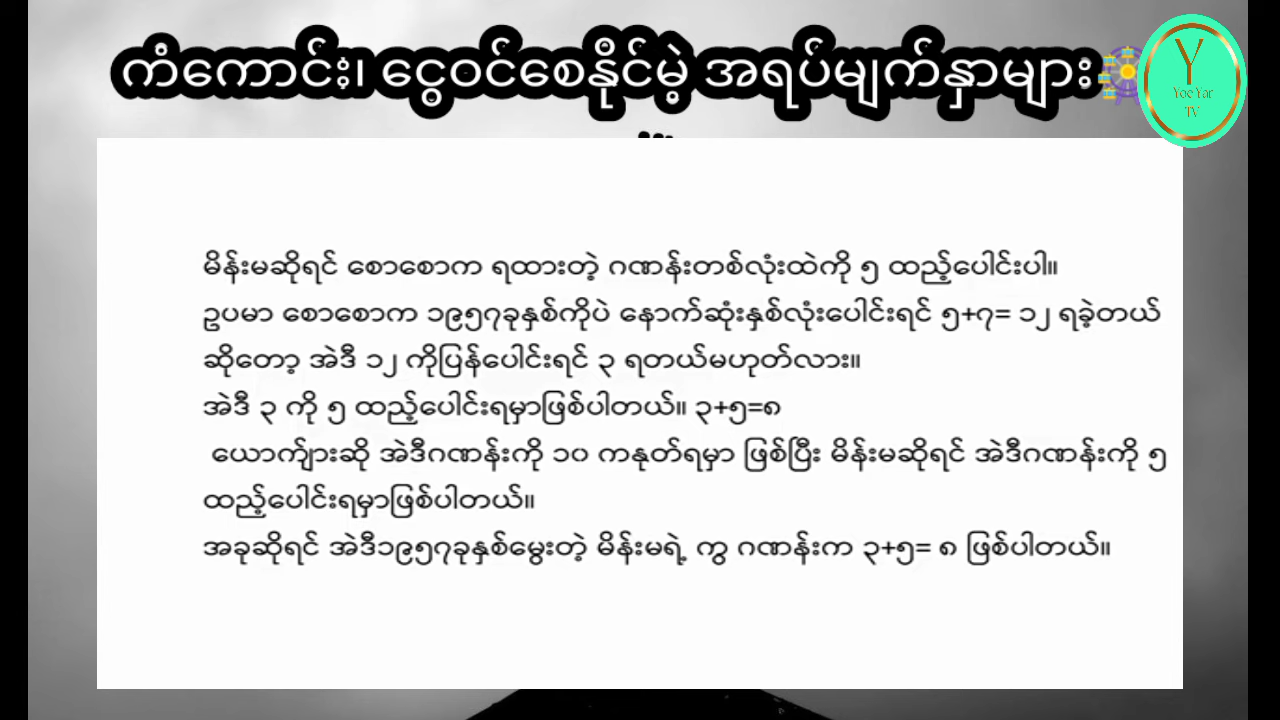 ကံကောင်း၊ ငွေဝင်စေနိုင်မဲ့ အရပ်မျက်နှာများ
Y
Yoe Yar
TV
မိန်းမဆိုရင် စောစောက ရထားတဲ့ ဂဏန်းတစ်လုံးထဲကို ၅ ထည့်ပေါင်းပါ။
ဥပမာ စောစောက ၁၉၅၇ခုနှစ်ကိုပဲ နောက်ဆုံးနှစ်လုံးပေါင်းရင် ၅+၇= ၁၂ ရခဲ့တယ်
ဆိုတော့ အဲဒီ ၁၂ ကိုပြန်ပေါင်းရင် ၃ ရတယ်မဟုတ်လား။
အဲဒီ ၃ ကို ၅ ထည့်ပေါင်းရမှာဖြစ်ပါတယ်။ ၃+၅=၈
ယောက်ျားဆို အဲဒီဂဏန်းကို ၁၀ ကနုတ်ရမှာ ဖြစ်ပြီး မိန်းမဆိုရင် အဲဒီဂဏန်းကို ၅
ထည့်ပေါင်းရမှာဖြစ်ပါတယ်။
အခုဆိုရင် အဲဒီ၁၉၅၇ခုနှစ်မွေးတဲ့ မိန်းမရဲ့ ကွ ဂဏန်းက ၃+၅= ၈ ဖြစ်ပါတယ်။